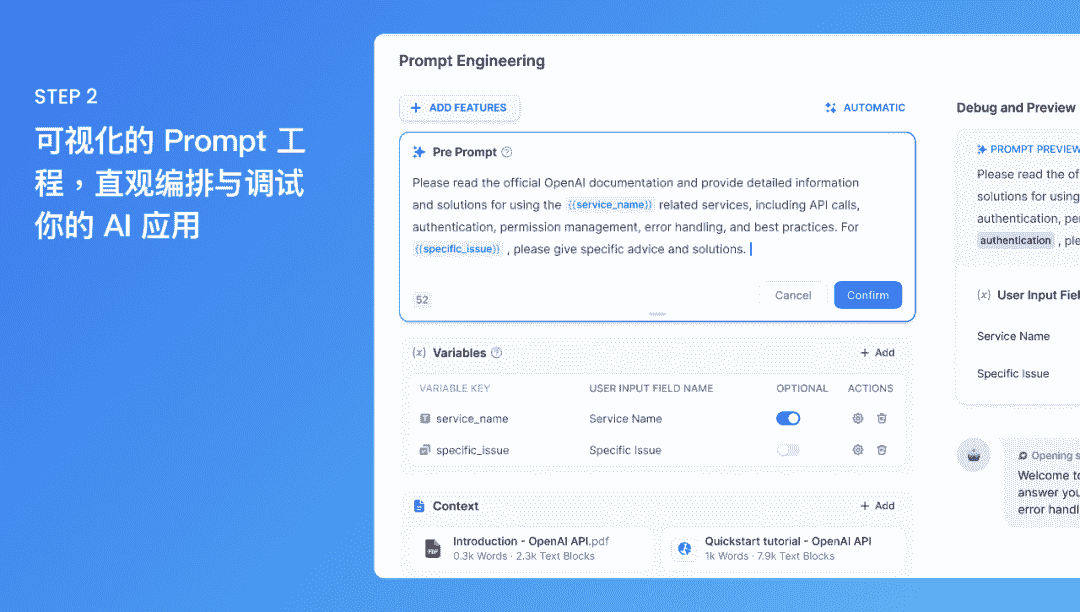 STEP 2
可视化的 Prompt 工
程，直观编排与调试
你的 AI 应用
Prompt Engineering
ADD FEATURES
AUTOMATIC
Pre Prompt
Please read the official OpenAI documentation and provide detailed information
and solutions for using the {{service_name}} related services, including API calls,
authentication, permission management, error handling, and best practices. For
{{specific_issue}} , please give specific advice and solutions.
52
Cancel
Confirm
(x) Variables
+ Add
VARIABLE KEY
USER INPUT FIELD NAME
OPTIONAL
ACTIONS
service_name
Service Name
specific_issue
Specific Issue
Context
+ Add
PDF
Introduction - OpenAI API.pdf
0.3k Words · 2.3k Text Blocks
Quickstart tutorial - OpenAI API
1k Words · 7.9k Text Blocks
Debug and Preview
PROMPT PREVIEW
Please read the of
solutions for using
authentication, pe
authentication , ple
(x) User Input Fiel
Service Name
Specific Issue
Opening s
Welcome to
answer you
error handl